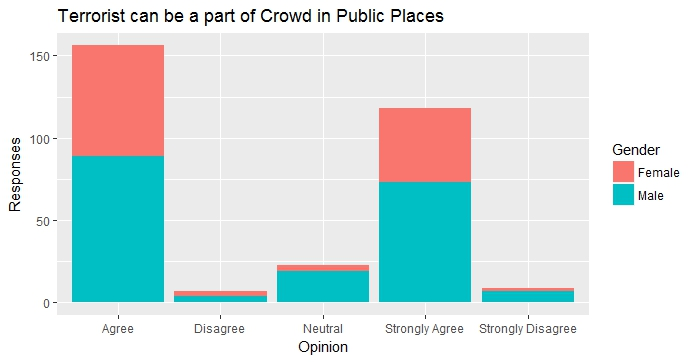 Terrorist can be a part of Crowd in Public Places
150
100
50
0
Responses
Agree Disagree Neutral Strongly Agree Strongly Disagree
Opinion
Gender
Female
Male